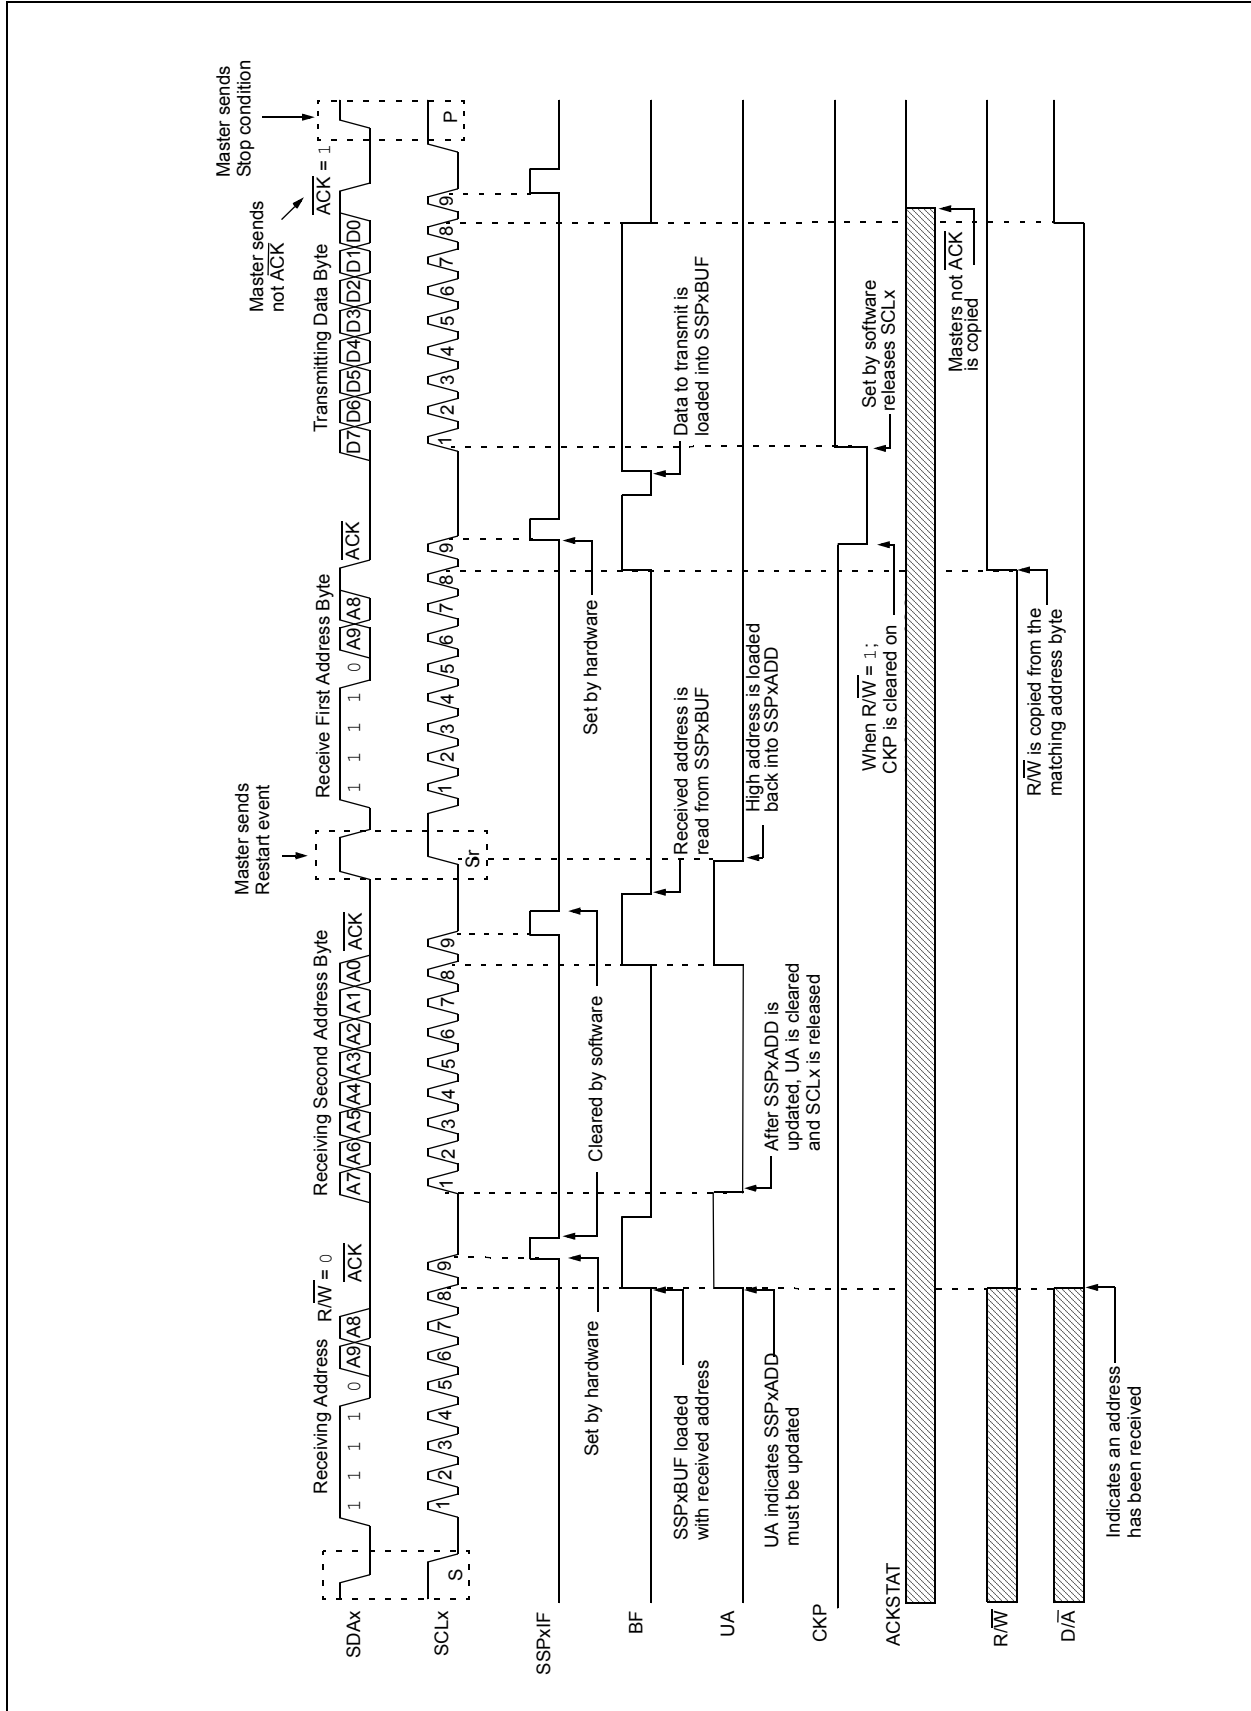 Master sends
Stop condition
Master sends
not ACK
ACK = 1
Master sends
Restart event
Receiving Address R/W = 0
ACK
Receiving Second Address Byte
ACK
Receive First Address Byte
ACK
Transmitting Data Byte
SDAx
1 1 1 1 0 A9 A8
A7 A6 A5 A4 A3 A2 A1 A0
1 1 1 1 0 A9 A8
D7 D6 D5 D4 D3 D2 D1 D0
SCLx
S
1 2 3 4 5 6 7 8 9
1 2 3 4 5 6 7 8 9
Sr
1 2 3 4 5 6 7 8 9
1 2 3 4 5 6 7 8 9
P
SSPxIF
Set by hardware
Cleared by software
Set by hardware
BF
SSPxBUF loaded
with received address
Received address is
read from SSPxBUF
Data to transmit is
loaded into SSPxBUF
UA
UA indicates SSPxADD
must be updated
After SSPxADD is
updated, UA is cleared
and SCLx is released
High address is loaded
back into SSPxADD
CKP
When R/W = 1;
CKP is cleared on
Set by software
releases SCLx
ACKSTAT
Masters not ACK
is copied
R/W
R/W is copied from the
matching address byte
D/A
Indicates an address
has been received